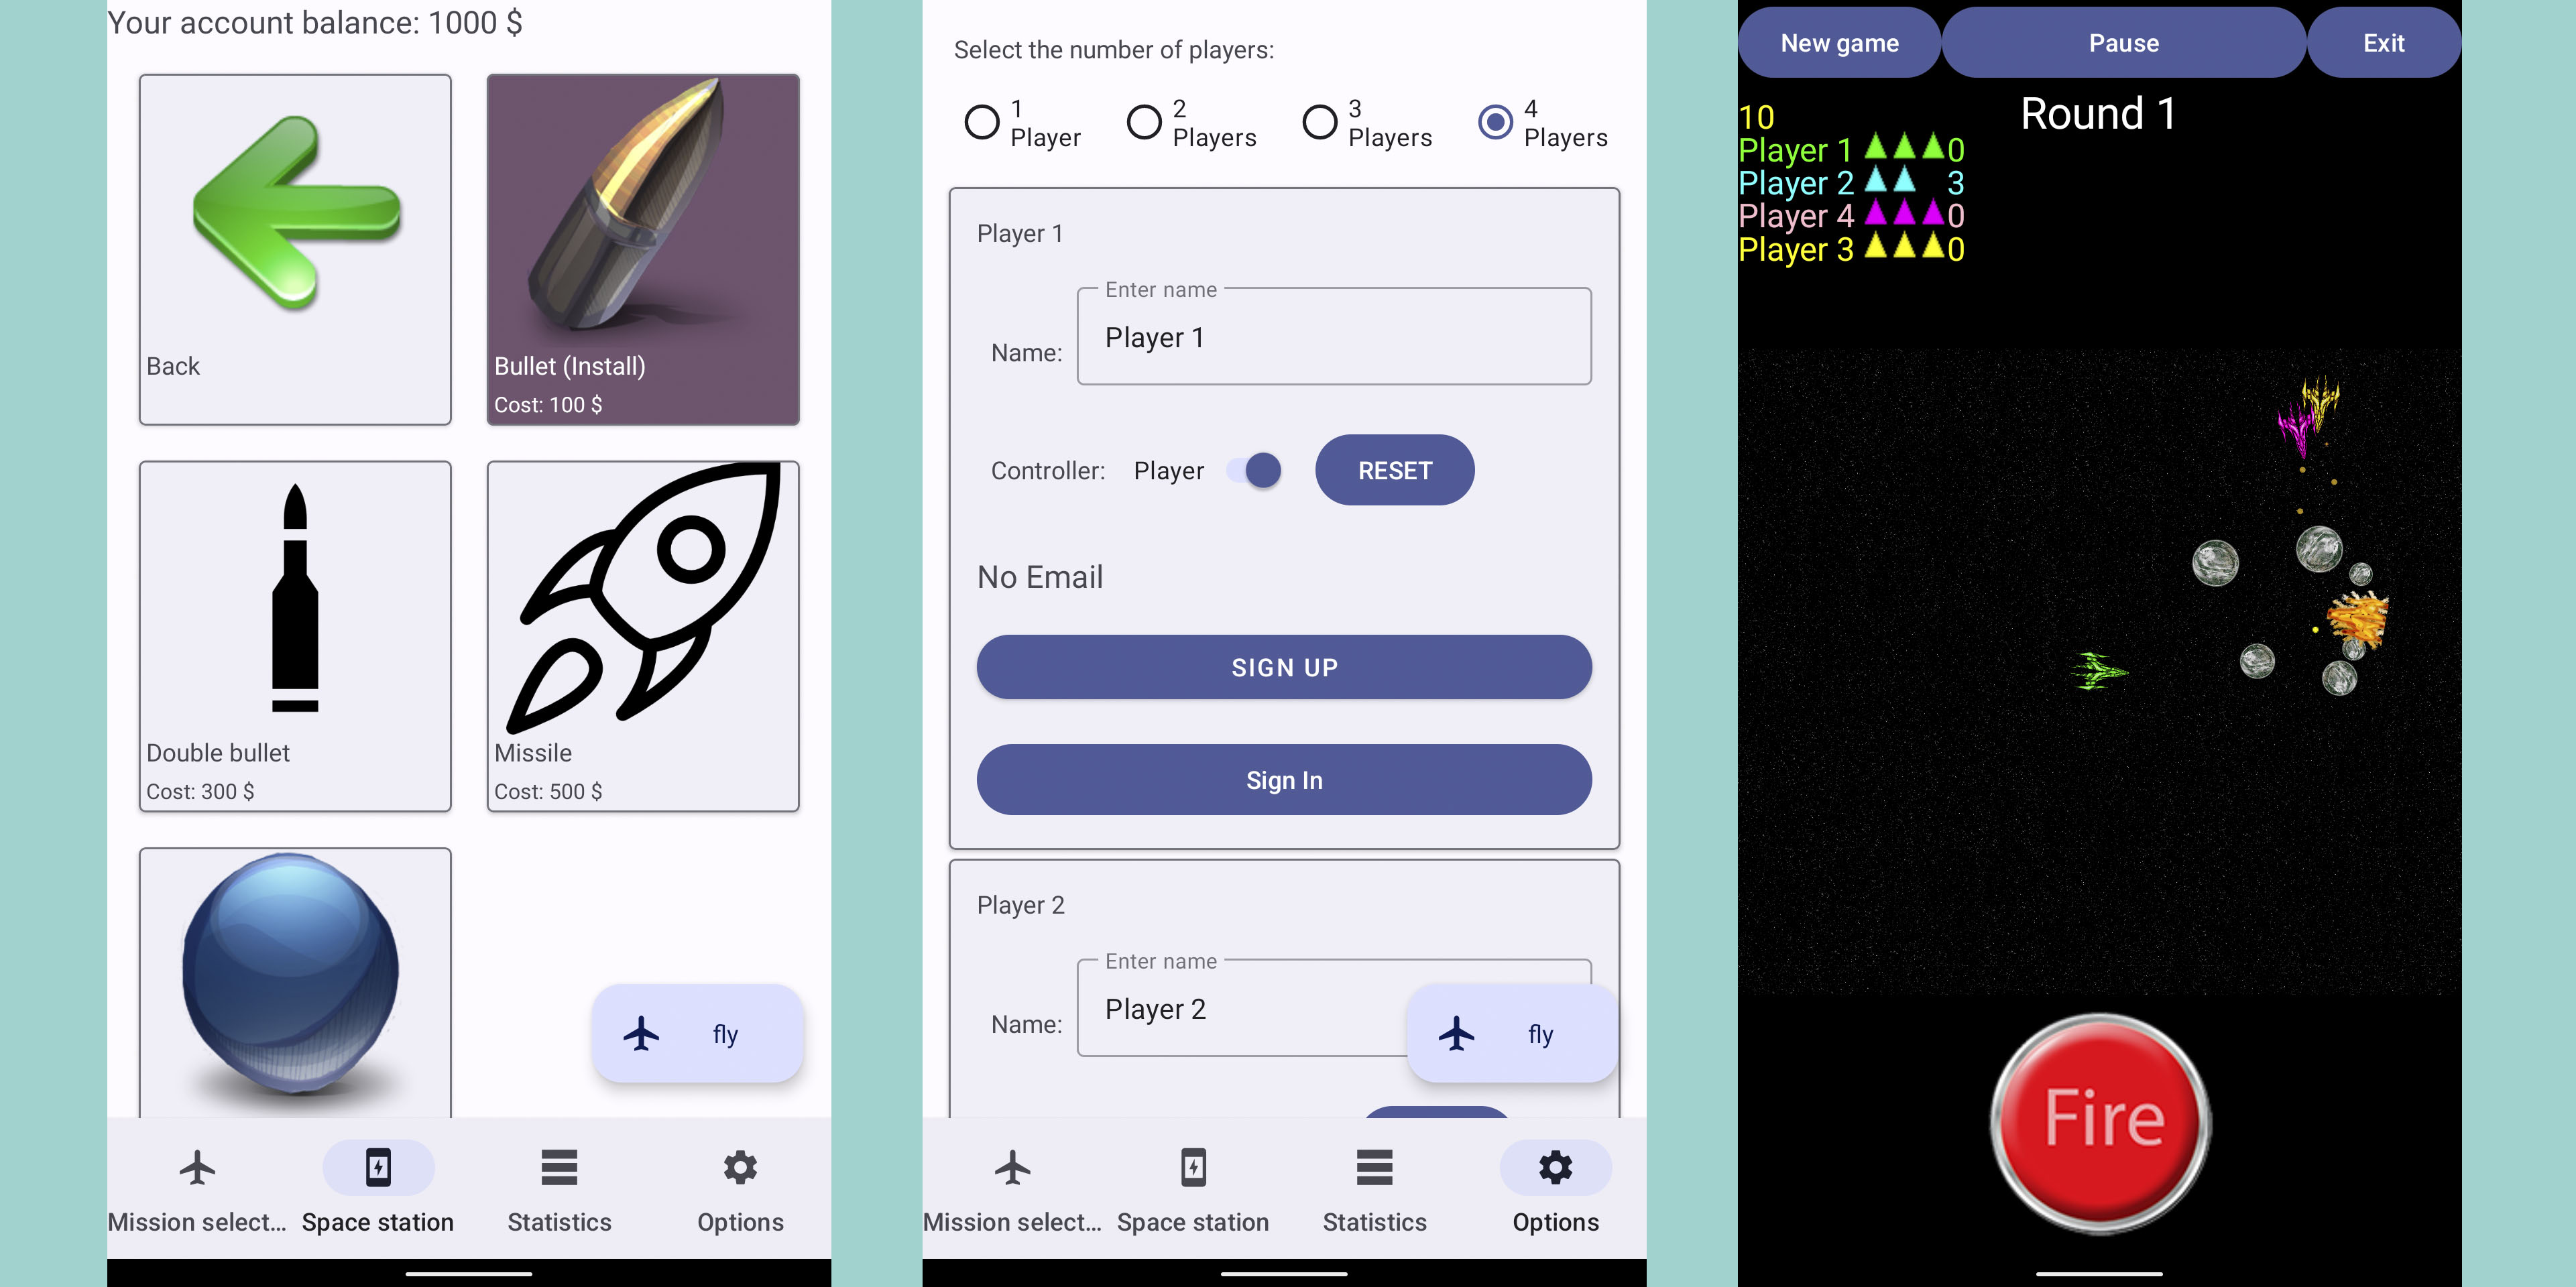 Your account balance: 1000 $
Back
Bullet (Install)
Cost: 100 $
Double bullet
Cost: 300 $
Missile
Cost: 500 $
fly
Mission select...
Space station
Statistics
Options
Select the number of players:
1 Player
2 Players
3 Players
4 Players
Player 1
Enter name
Name: Player 1
Controller: Player RESET
No Email
SIGN UP
Sign In
Player 2
Enter name
Name: Player 2
fly
Mission select...
Space station
Statistics
Options
New game
Pause
Exit
Round 1
10
Player 1 0
Player 2 3
Player 4 0
Player 3 0
Fire